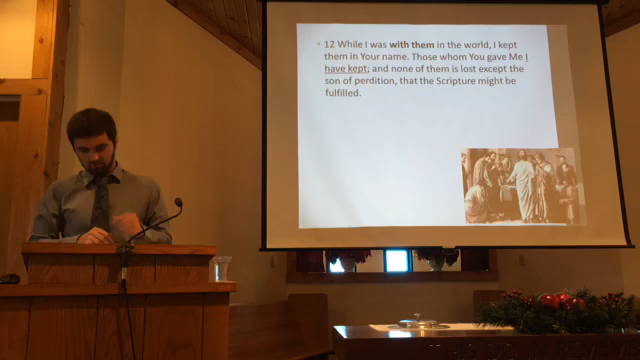 12 While I was with them in the world, I kept
them in Your name. Those whom You gave Me I
have kept; and none of them is lost except the
son of perdition, that the Scripture might be
fulfilled.